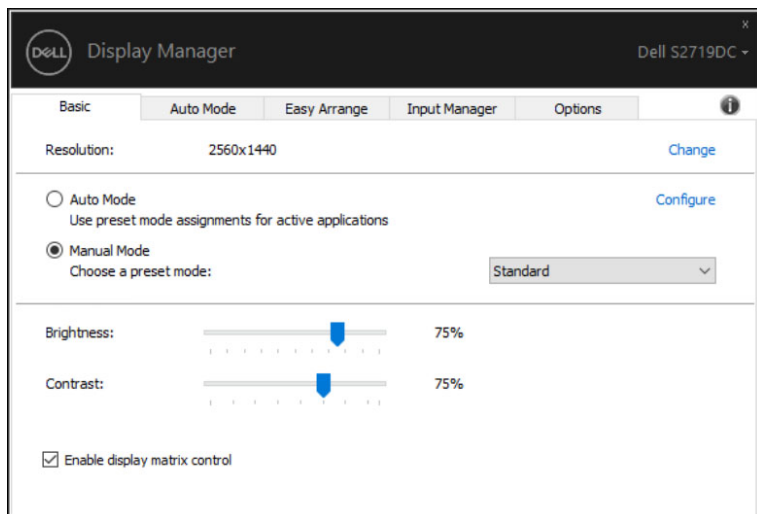 x
DELL Display Manager Dell S2719DC
Basic Auto Mode Easy Arrange Input Manager Options i
Resolution: 2560x1440 Change
Auto Mode Configure
Use preset mode assignments for active applications
Manual Mode
Choose a preset mode: Standard
Brightness: 75%
Contrast: 75%
Enable display matrix control